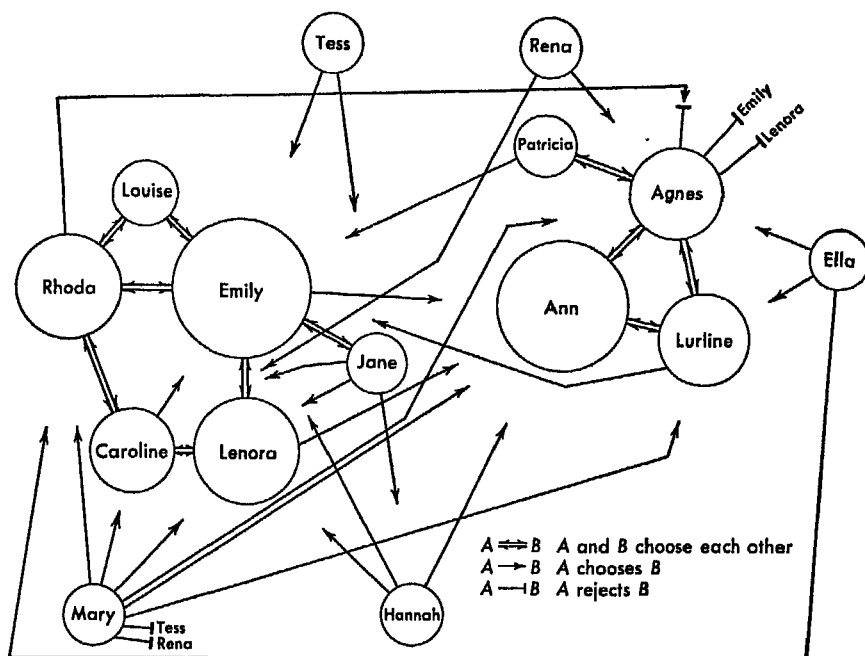 Tess
Rena
Emily
Lenora
Patricia
Louise
Agnes
Ella
Rhoda
Emily
Ann
Jane
Lurline
Caroline
Lenora
A B A and B choose each other
A B A chooses B
A B A rejects B
Mary
Tess
Rena
Hannah